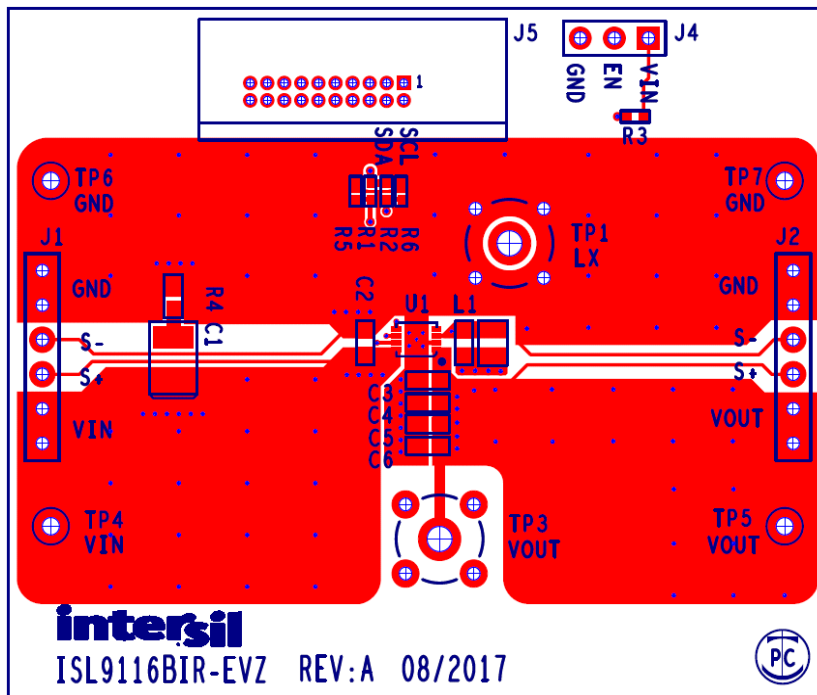 J5
J4
1
GND
EN
VIN
R3
SDA
SCL
TP6
GND
TP7
GND
R5
R1
R2
R6
TP1
LX
J1
J2
GND
GND
R4
C1
C2
U1
L1
S-
S-
S+
S+
C3
C4
C5
C6
VIN
VOUT
TP4
VIN
TP3
VOUT
TP5
VOUT
intersil
ISL9116BIR-EVZ REV:A 08/2017
PC